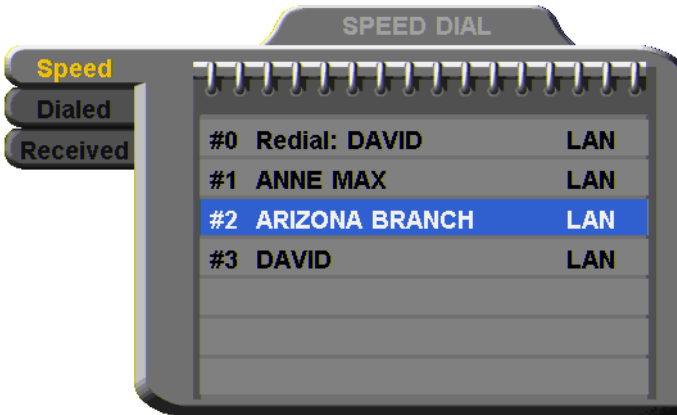 SPEED DIAL
Speed
Dialed
Received
#0 Redial: DAVID LAN
#1 ANNE MAX LAN
#2 ARIZONA BRANCH LAN
#3 DAVID LAN